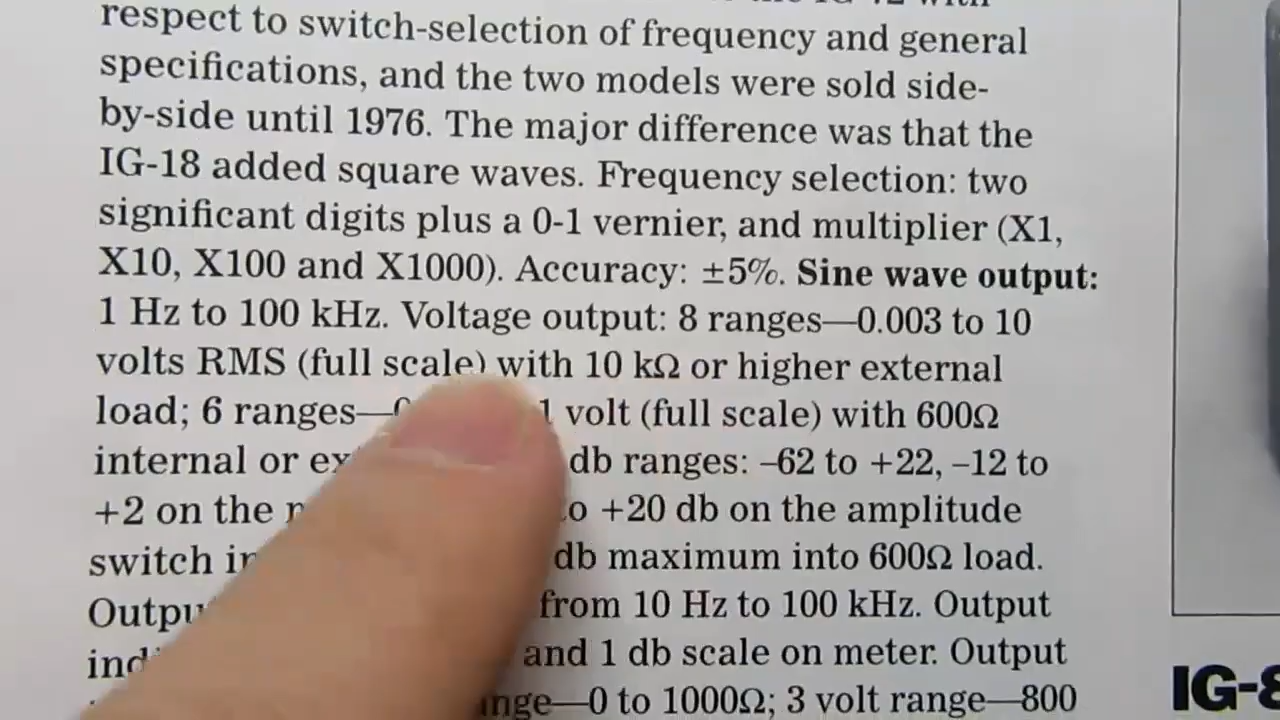 respect to switch-selection of frequency and general
specifications, and the two models were sold side-
by-side until 1976. The major difference was that the
IG-18 added square waves. Frequency selection: two
significant digits plus a 0-1 vernier, and multiplier (X1,
X10, X100 and X1000). Accuracy: ±5%. Sine wave output:
1 Hz to 100 kHz. Voltage output: 8 ranges—0.003 to 10
volts RMS (full scale) with 10 kΩ or higher external
load; 6 ranges— 1 volt (full scale) with 600Ω
internal or db ranges: –62 to +22, –12 to
+2 on the +20 db on the amplitude
switch db maximum into 600Ω load.
from 10 Hz to 100 kHz. Output
and 1 db scale on meter. Output
—0 to 1000Ω; 3 volt range—800